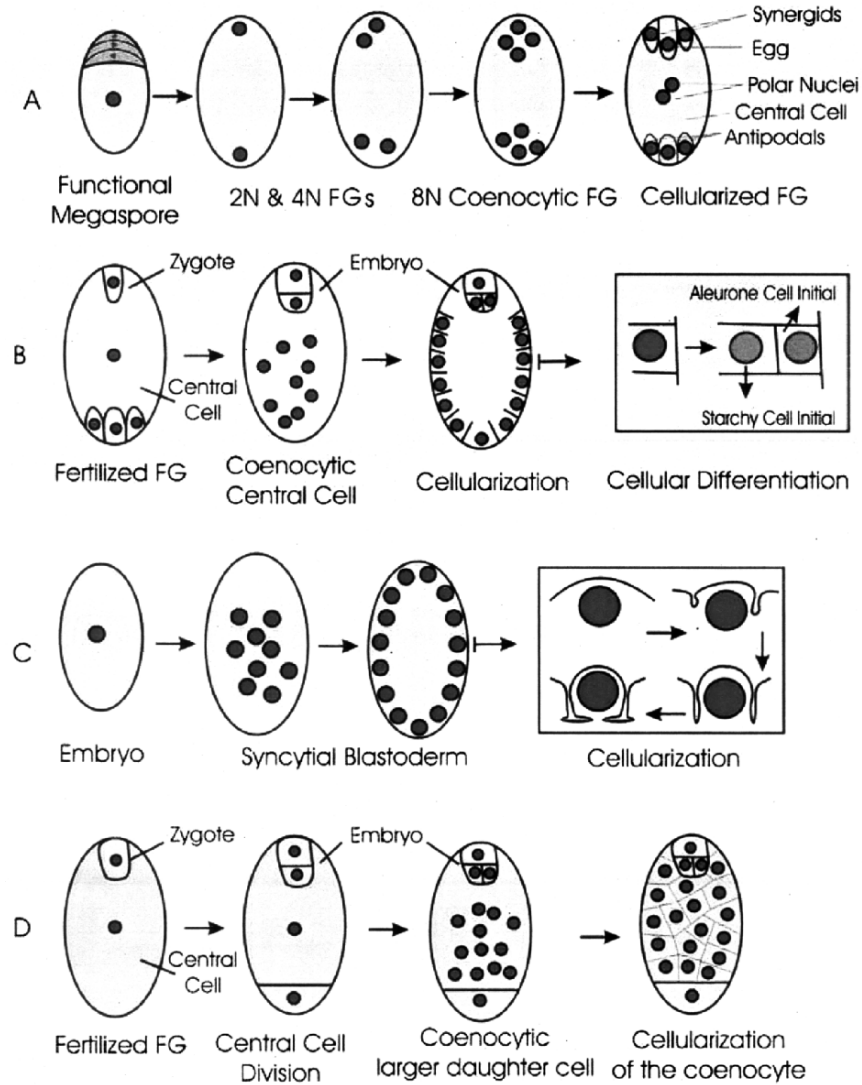 Synergids
Egg
Polar Nuclei
Central Cell
Antipodals
A
Functional
Megaspore
2N & 4N FGs
8N Coenocytic FG
Cellularized FG
Zygote
Embryo
Aleurone Cell Initial
B
Central
Cell
Starchy Cell Initial
Fertilized FG
Coenocytic
Central Cell
Cellularization
Cellular Differentiation
C
Embryo
Syncytial Blastoderm
Cellularization
Zygote
Embryo
D
Central
Cell
Fertilized FG
Central Cell
Division
Coenocytic
larger daughter cell
Cellularization
of the coenocyte